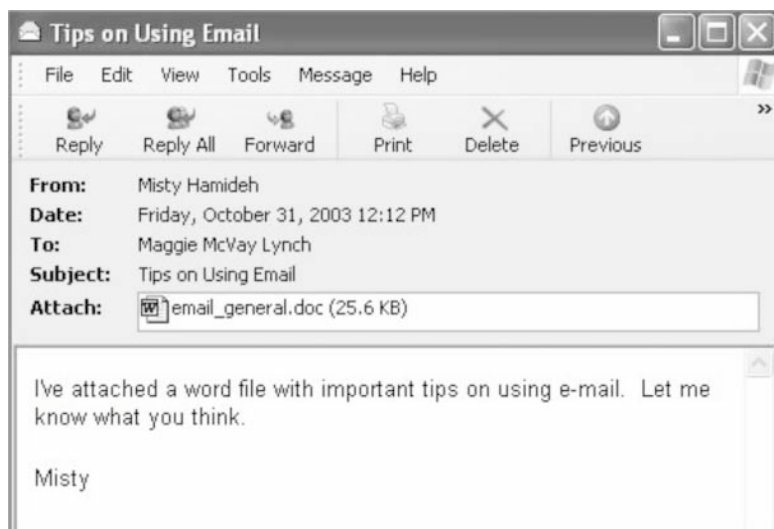 Tips on Using Email
File Edit View Tools Message Help
»
Reply Reply All Forward Print Delete Previous
From: Misty Hamideh
Date: Friday, October 31, 2003 12:12 PM
To: Maggie McVay Lynch
Subject: Tips on Using Email
Attach: email_general.doc (25.6 KB)
I've attached a word file with important tips on using e-mail. Let me
know what you think.
Misty